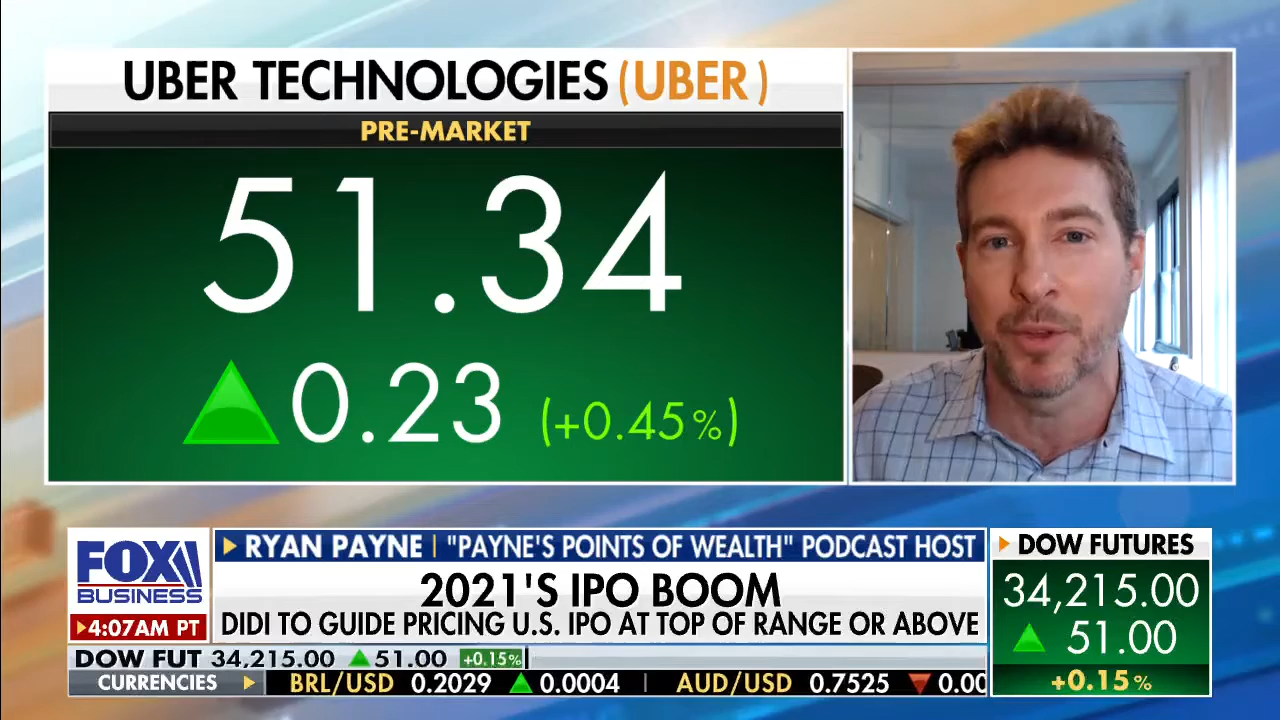 UBER TECHNOLOGIES (UBER)
PRE-MARKET
51.34
0.23 (+0.45%)
RYAN PAYNE | "PAYNE'S POINTS OF WEALTH" PODCAST HOST
2021'S IPO BOOM
DIDI TO GUIDE PRICING U.S. IPO AT TOP OF RANGE OR ABOVE
FOX
BUSINESS
4:07AM PT
DOW FUTURES
34,215.00
51.00
+0.15%
DOW FUT 34,215.00 51.00 +0.15%
CURRENCIES BRL/USD 0.2029 0.0004 | AUD/USD 0.7525 0.00